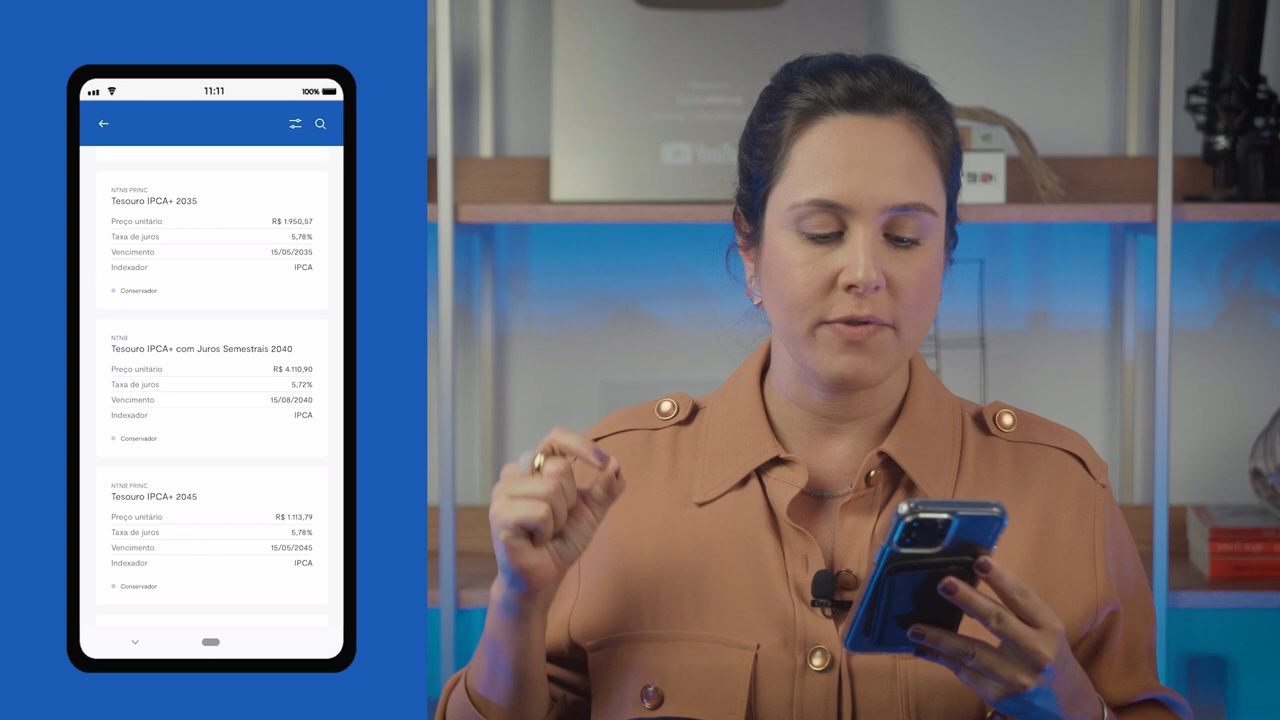 11:11
100%
NTNB PRINC
Tesouro IPCA+ 2035
Preço unitário R$ 1.950,57
Taxa de juros 5,78%
Vencimento 15/05/2035
Indexador IPCA
Conservador
NTNB
Tesouro IPCA+ com Juros Semestrais 2040
Preço unitário R$ 4.110,90
Taxa de juros 5,72%
Vencimento 15/08/2040
Indexador IPCA
Conservador
NTNB PRINC
Tesouro IPCA+ 2045
Preço unitário R$ 1.113,79
Taxa de juros 5,78%
Vencimento 15/05/2045
Indexador IPCA
Conservador
YouTube